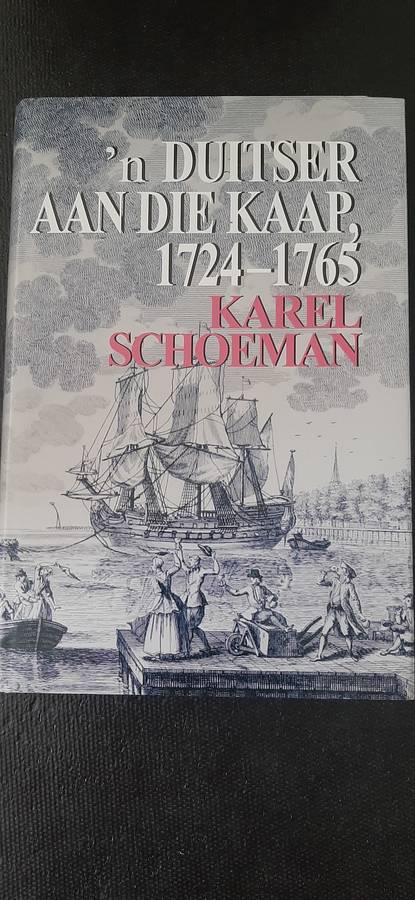 ’n DUITSER
AAN DIE KAAP,
1724–1765
KAREL
SCHOEMAN